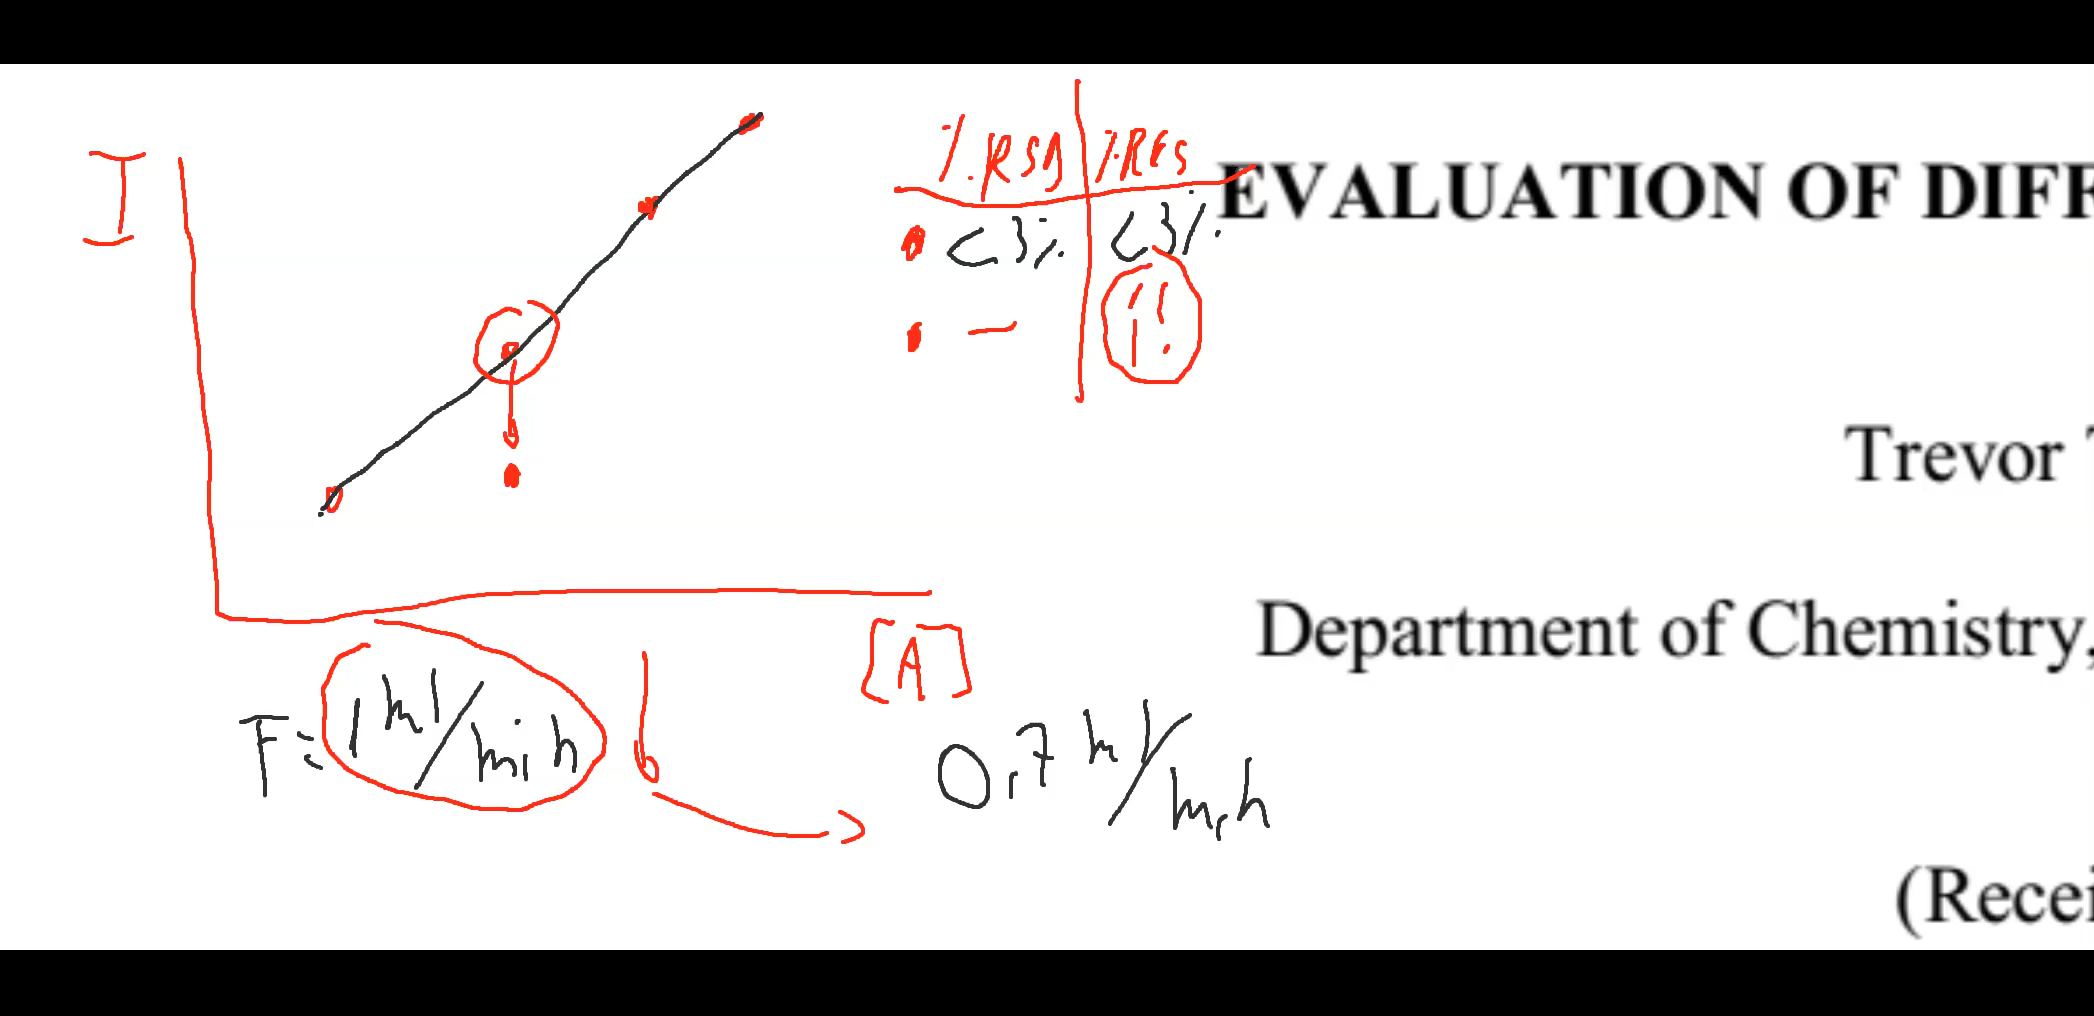 I
%.RSD %RES
<3% <3%.
-
[A]
F= 1 ml/min
0,7 ml/min
EVALUATION OF DIFF
Trevor
Department of Chemistry,
(Recei